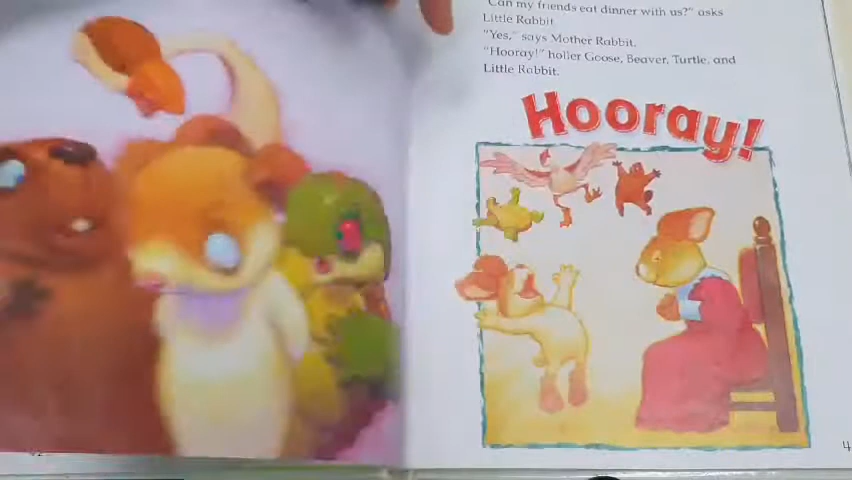 "Can my friends eat dinner with us?" asks
Little Rabbit.
"Yes," says Mother Rabbit.
"Hooray!" holler Goose, Beaver, Turtle, and
Little Rabbit.
Hooray!